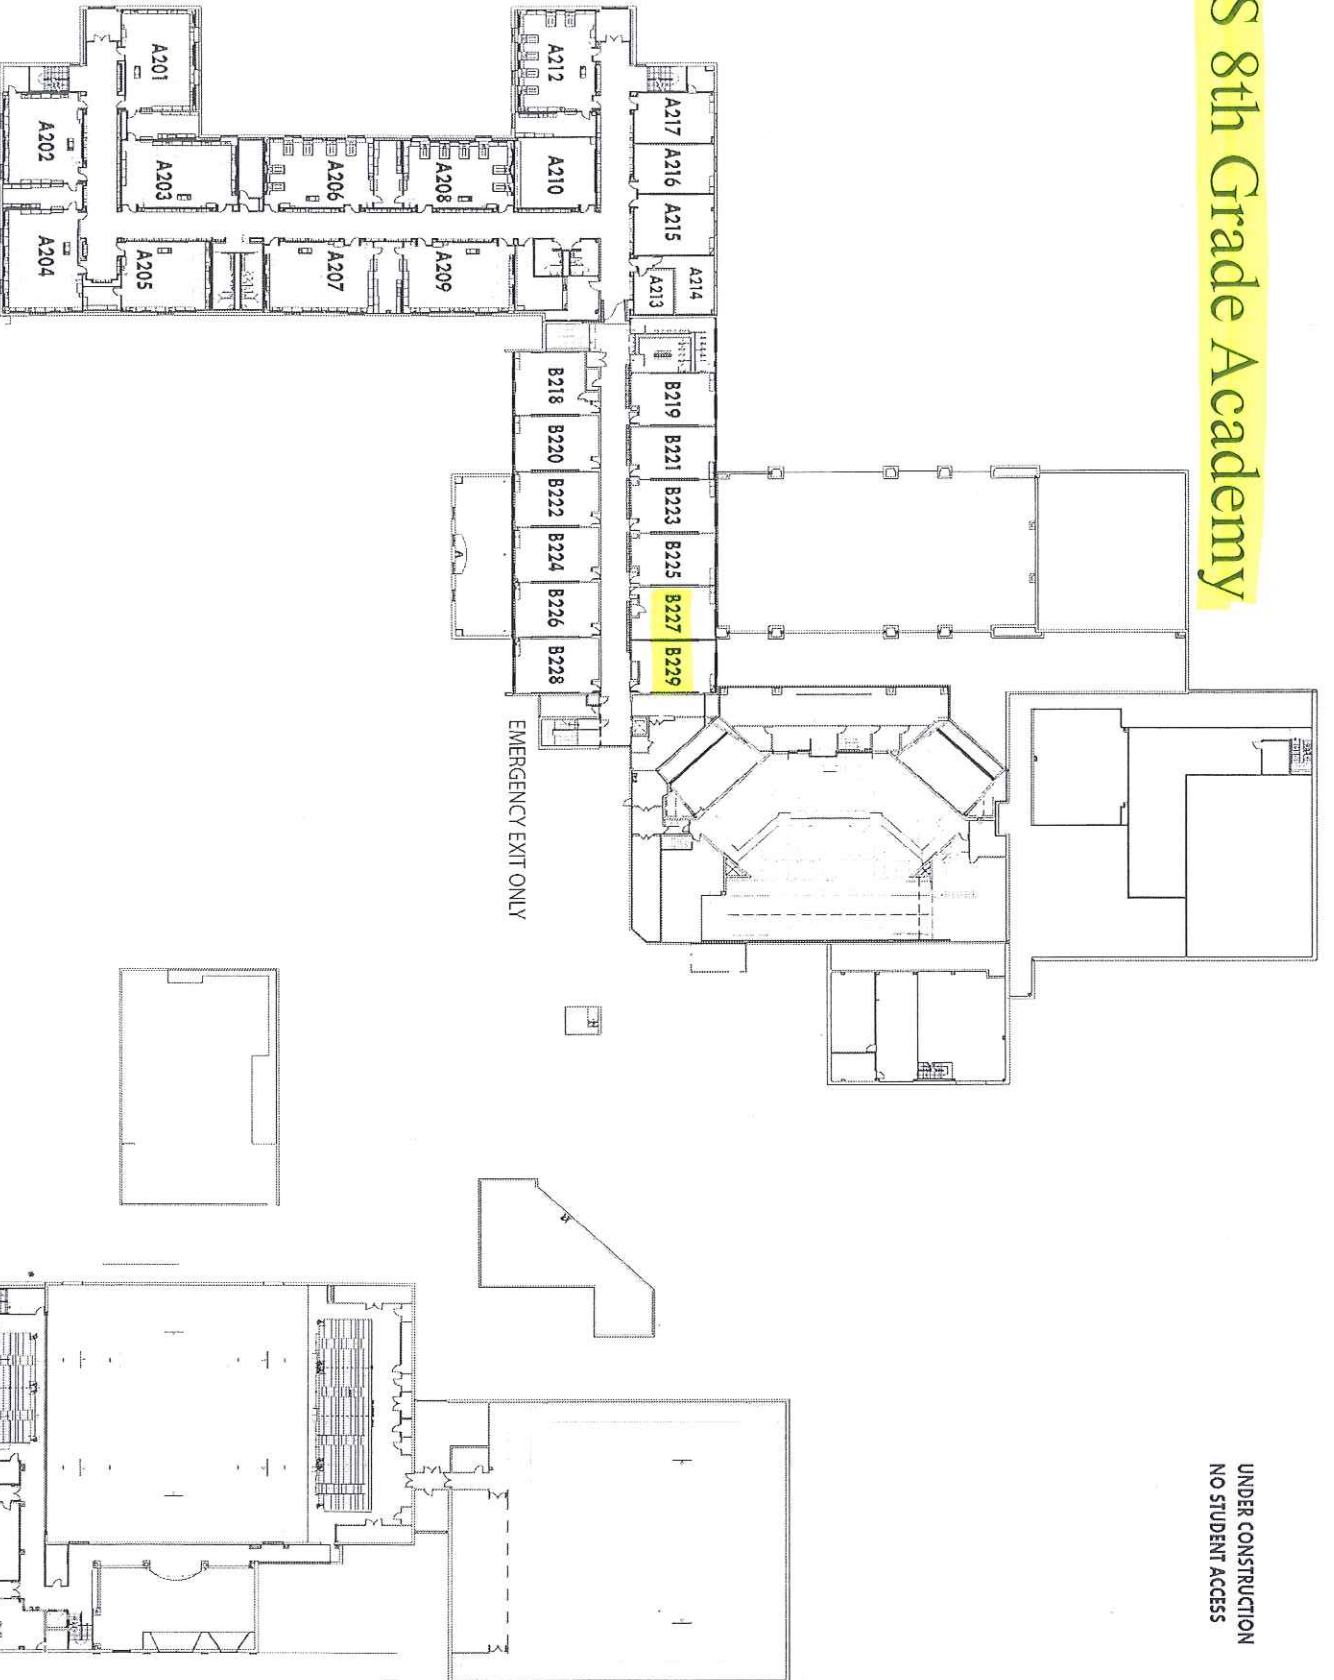 S 8th Grade Academy
UNDER CONSTRUCTION
NO STUDENT ACCESS
A217
A216
A215
A214
A213
B219
B221
B223
B225
B227
B229
A212
A210
B218
B220
B222
B224
B226
B228
EMERGENCY EXIT ONLY
A208
A209
A206
A207
A201
A203
A205
A202
A204